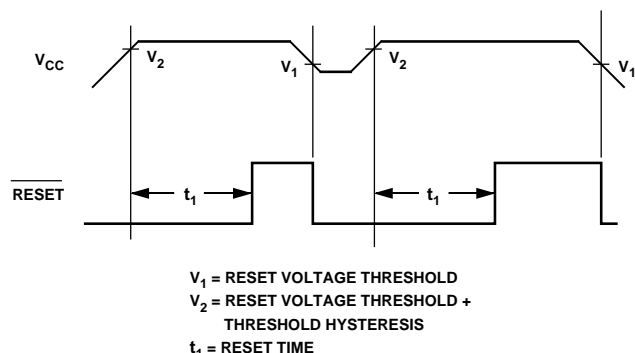 VCC
V2
V1
V2
V1
RESET
t1
t1
V1 = RESET VOLTAGE THRESHOLD
V2 = RESET VOLTAGE THRESHOLD +
THRESHOLD HYSTERESIS
t1 = RESET TIME